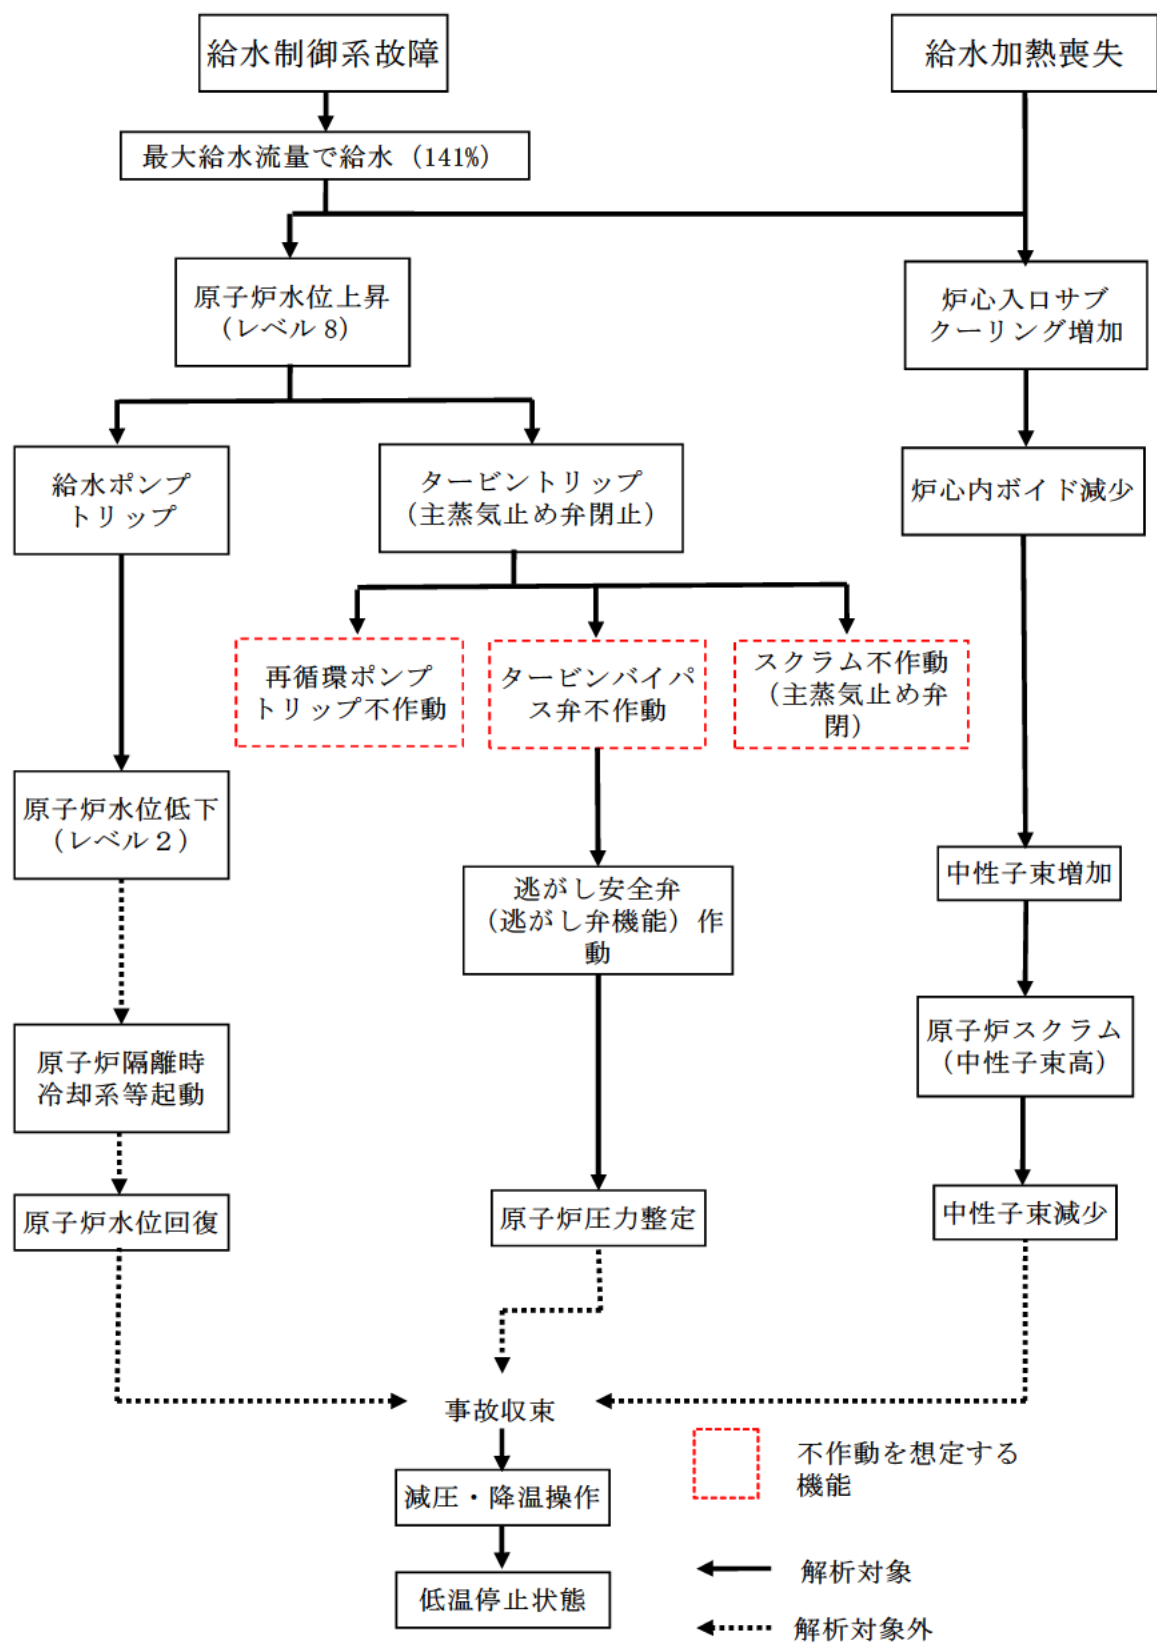 給水制御系故障
給水加熱喪失
最大給水流量で給水（141%）
原子炉水位上昇
（レベル 8）
炉心入口サブ
クーリング増加
給水ポンプ
トリップ
タービントリップ
（主蒸気止め弁閉止）
炉心内ボイド減少
再循環ポンプ
トリップ不作動
タービンバイパ
ス弁不作動
スクラム不作動
（主蒸気止め弁
閉）
原子炉水位低下
（レベル２）
逃がし安全弁
（逃がし弁機能）作
動
中性子束増加
原子炉隔離時
冷却系等起動
原子炉スクラム
（中性子束高）
原子炉水位回復
原子炉圧力整定
中性子束減少
事故収束
減圧・降温操作
低温停止状態
不作動を想定する
機能
解析対象
解析対象外